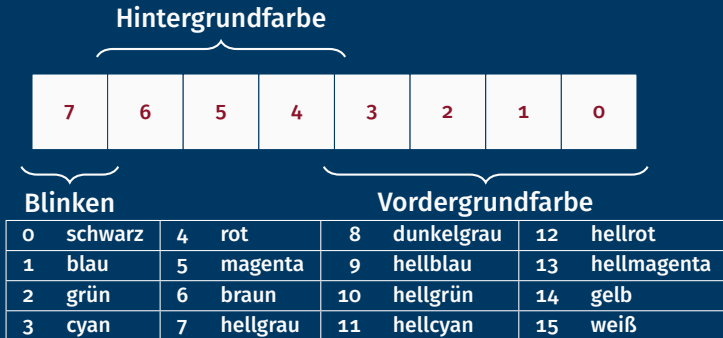 Hintergrundfarbe
7 6 5 4 3 2 1 0
Blinken Vordergrundfarbe
0 schwarz 4 rot 8 dunkelgrau 12 hellrot
1 blau 5 magenta 9 hellblau 13 hellmagenta
2 grün 6 braun 10 hellgrün 14 gelb
3 cyan 7 hellgrau 11 hellcyan 15 weiß